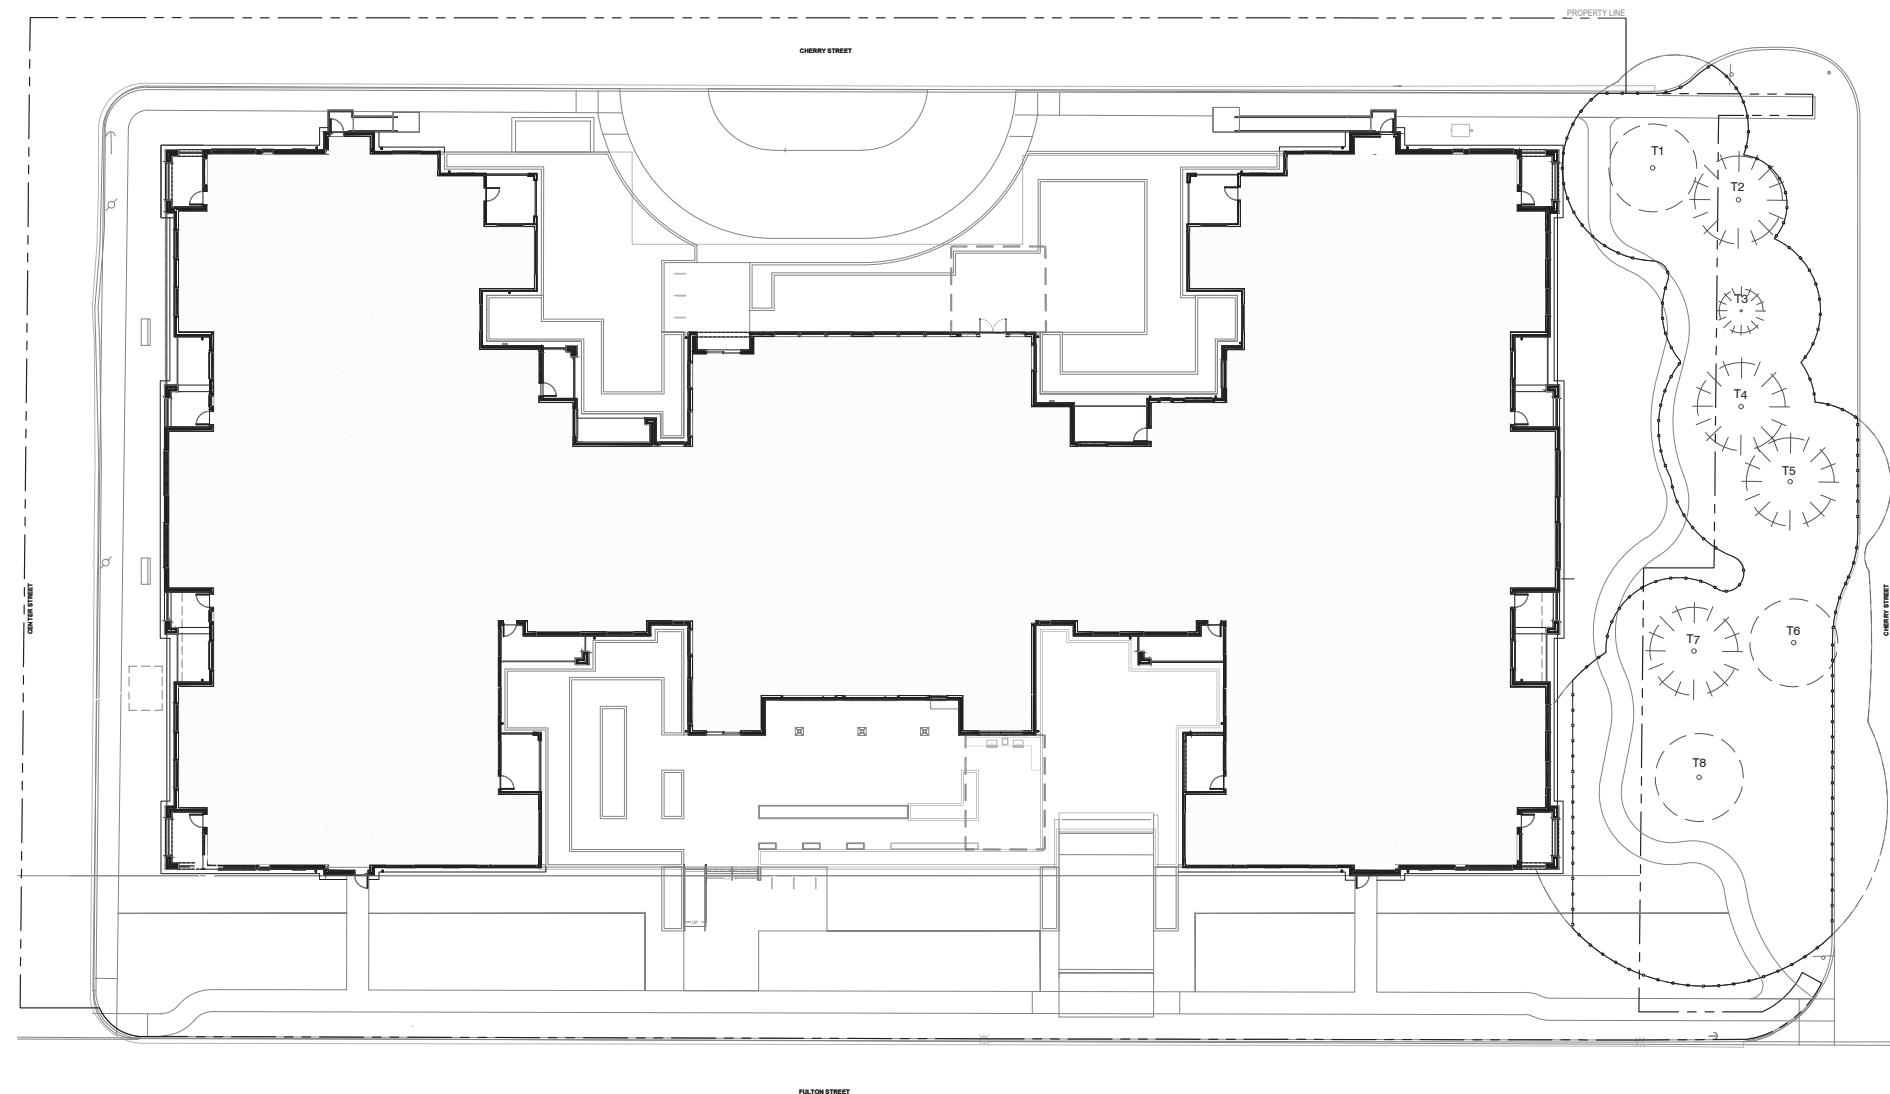 PROPERTY LINE
CHERRY STREET
T1
T2
T3
T4
T5
CENTER STREET
CHERRY STREET
T6
T7
T8
UP
FULTON STREET